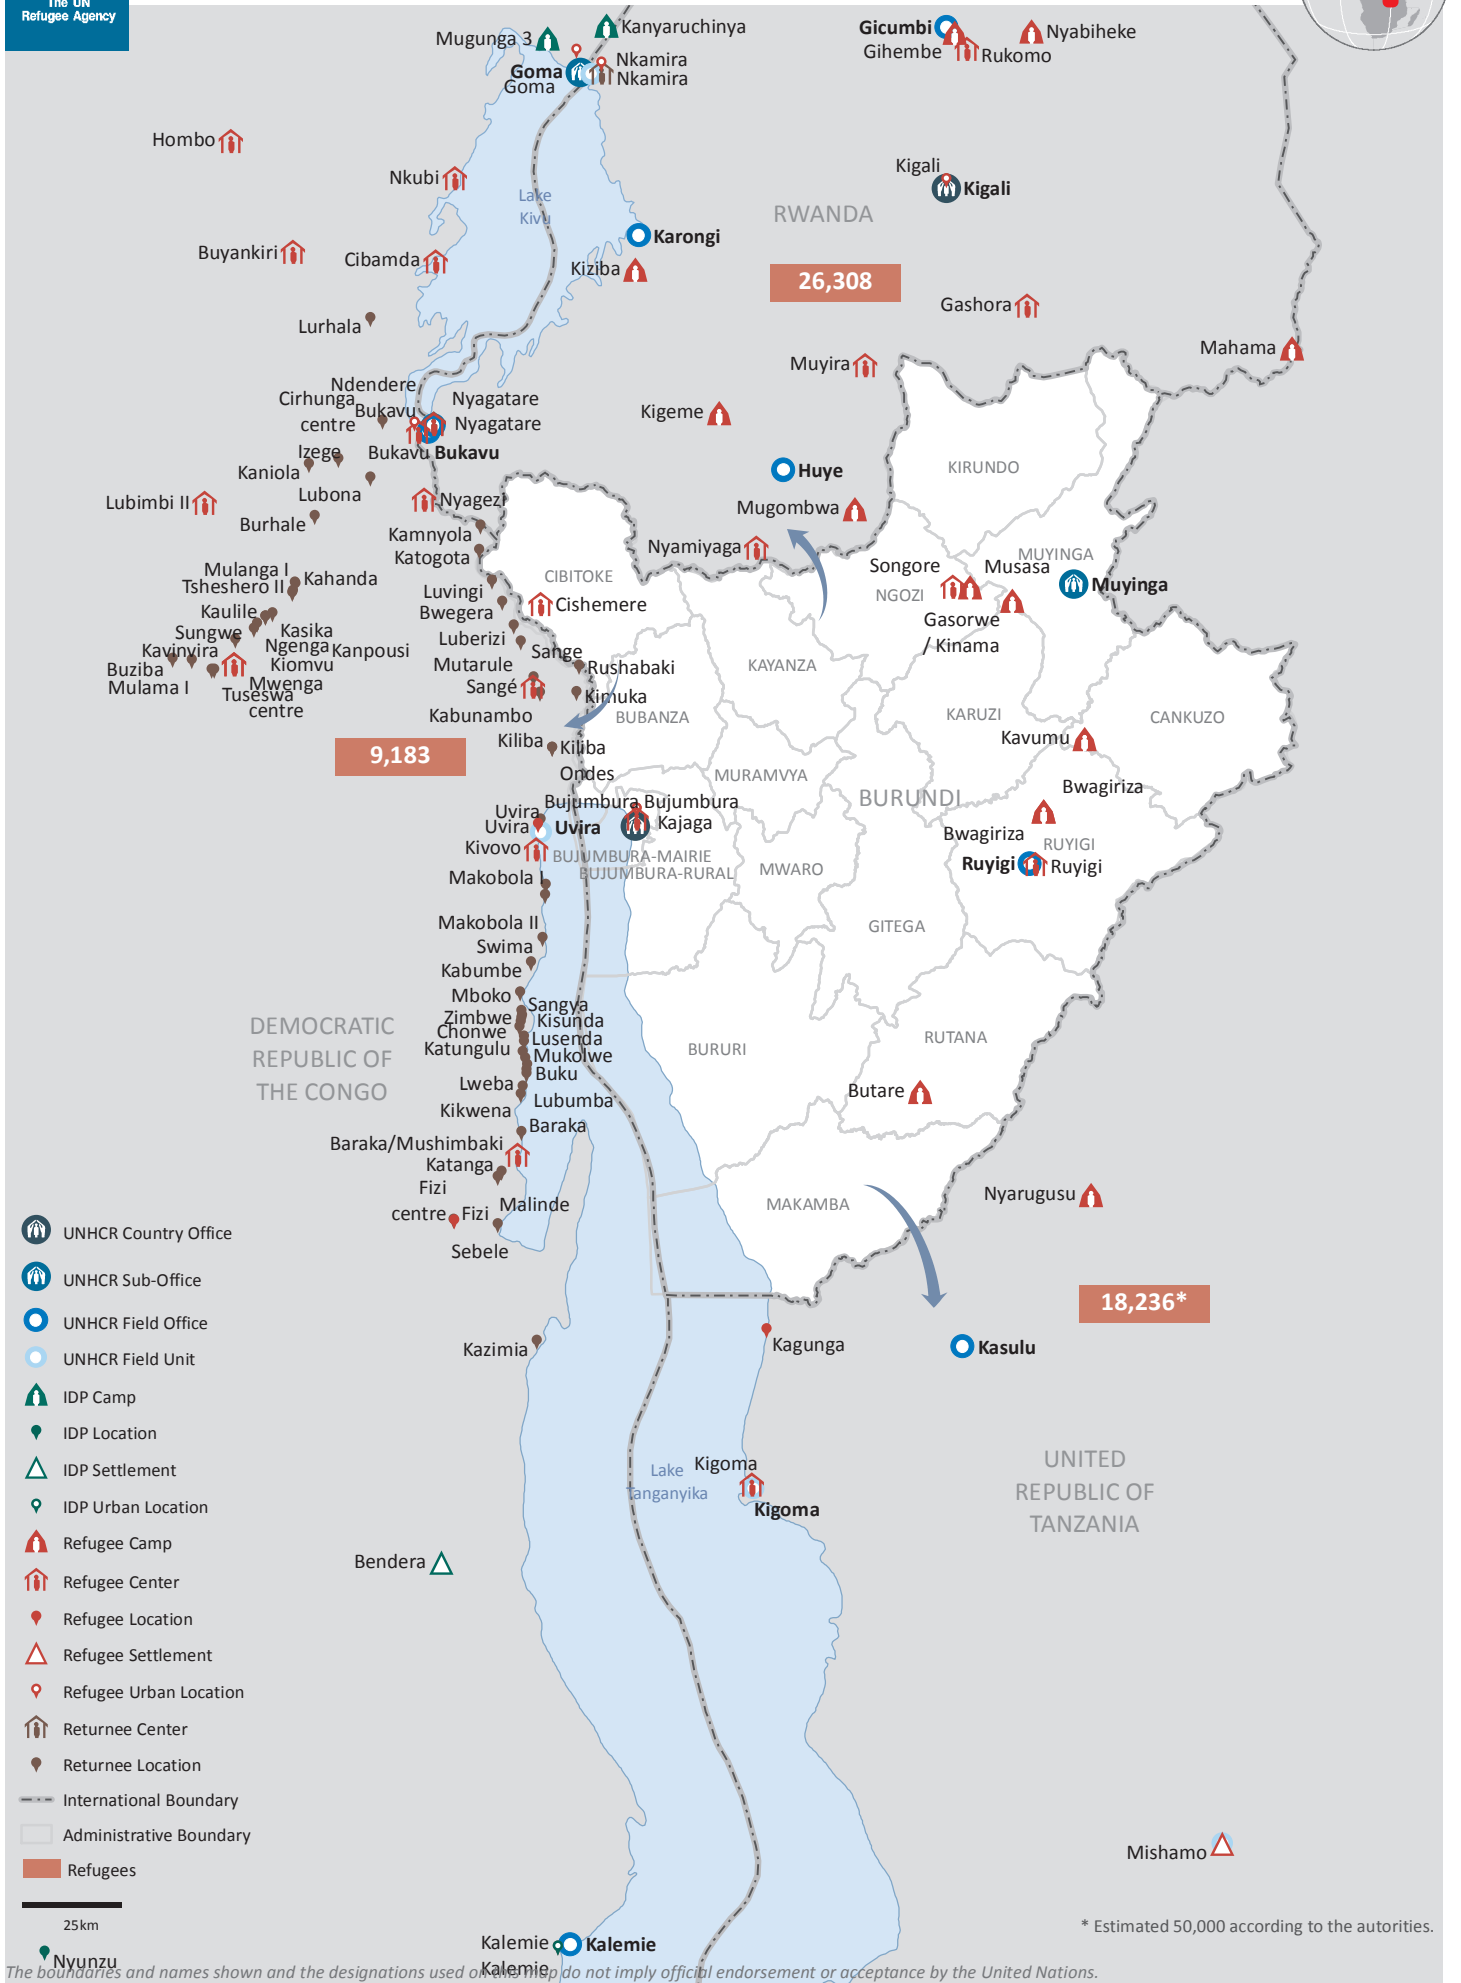 The UN
Refugee Agency
Mugunga 3
Kanyaruchinya
Goma
Goma
Nkamira
Nkamira
Gicumbi
Gihembe
Rukomo
Nyabiheke
Hombo
Nkubi
Lake
Kivu
Kigali
Kigali
RWANDA
Karongi
Buyankiri
Cibamda
Kiziba
26,308
Gashora
Lurhala
Mahama
Muyira
Ndendere
Cirhunga
centre
Bukavu
Nyagatare
Nyagatare
Kigeme
Izege
Bukavu
Bukavu
Kaniola
Huye
KIRUNDO
Lubona
Lubimbi II
Nyagezi
Mugombwa
Burhale
Kamnyola
Katogota
Nyamiyaga
MUYINGA
Songore
Musasa
Mulanga I
Tsheshero II
Kahanda
CIBITOKE
Muyinga
Luvingi
Bwegera
Cishemere
NGOZI
Kaulile
Gasorwe
/ Kinama
Sungwe
Kasika
Ngenga
Luberizi
Kavinvira
Kanpousi
Sange
Buziba
Kiomvu
Mutarule
Rushabaki
KAYANZA
Mulama I
Mwenga
centre
Tuseswa
Sangé
Kimuka
Kabunambo
BUBANZA
KARUZI
CANKUZO
Kiliba
Kiliba
Ondes
Kavumu
9,183
MURAMVYA
Bwagiriza
BURUNDI
Uvira
Uvira
Uvira
Bujumbura
Bujumbura
Kajaga
Bwagiriza
RUYIGI
Kivovo
BUJUMBURA-MAIRIE
BUJUMBURA-RURAL
MWARO
Ruyigi
Ruyigi
Makobola I
Makobola II
GITEGA
Swima
Kabumbe
Mboko
Sangya
Zimbwe
Kisunda
Chonwe
Lusenda
Katungulu
Mukolwe
Buku
DEMOCRATIC
REPUBLIC OF
THE CONGO
BURURI
RUTANA
Lweba
Lubumba
Butare
Kikwena
Baraka
Baraka/Mushimbaki
Katanga
Fizi
centre
Fizi
Malinde
Sebele
MAKAMBA
Nyarugusu
18,236*
Kazimia
Kagunga
Kasulu
UNHCR Country Office
UNHCR Sub-Office
UNHCR Field Office
UNHCR Field Unit
IDP Camp
IDP Location
IDP Settlement
IDP Urban Location
Refugee Camp
Refugee Center
Refugee Location
Refugee Settlement
Refugee Urban Location
Returnee Center
Returnee Location
International Boundary
Administrative Boundary
Refugees
25km
Lake
Tanganyika
Kigoma
Kigoma
UNITED
REPUBLIC OF
TANZANIA
Bendera
Mishamo
* Estimated 50,000 according to the autorities.
Kalemie
Kalemie
Kalemie
Nyunzu
The boundaries and names shown and the designations used on this map do not imply official endorsement or acceptance by the United Nations.